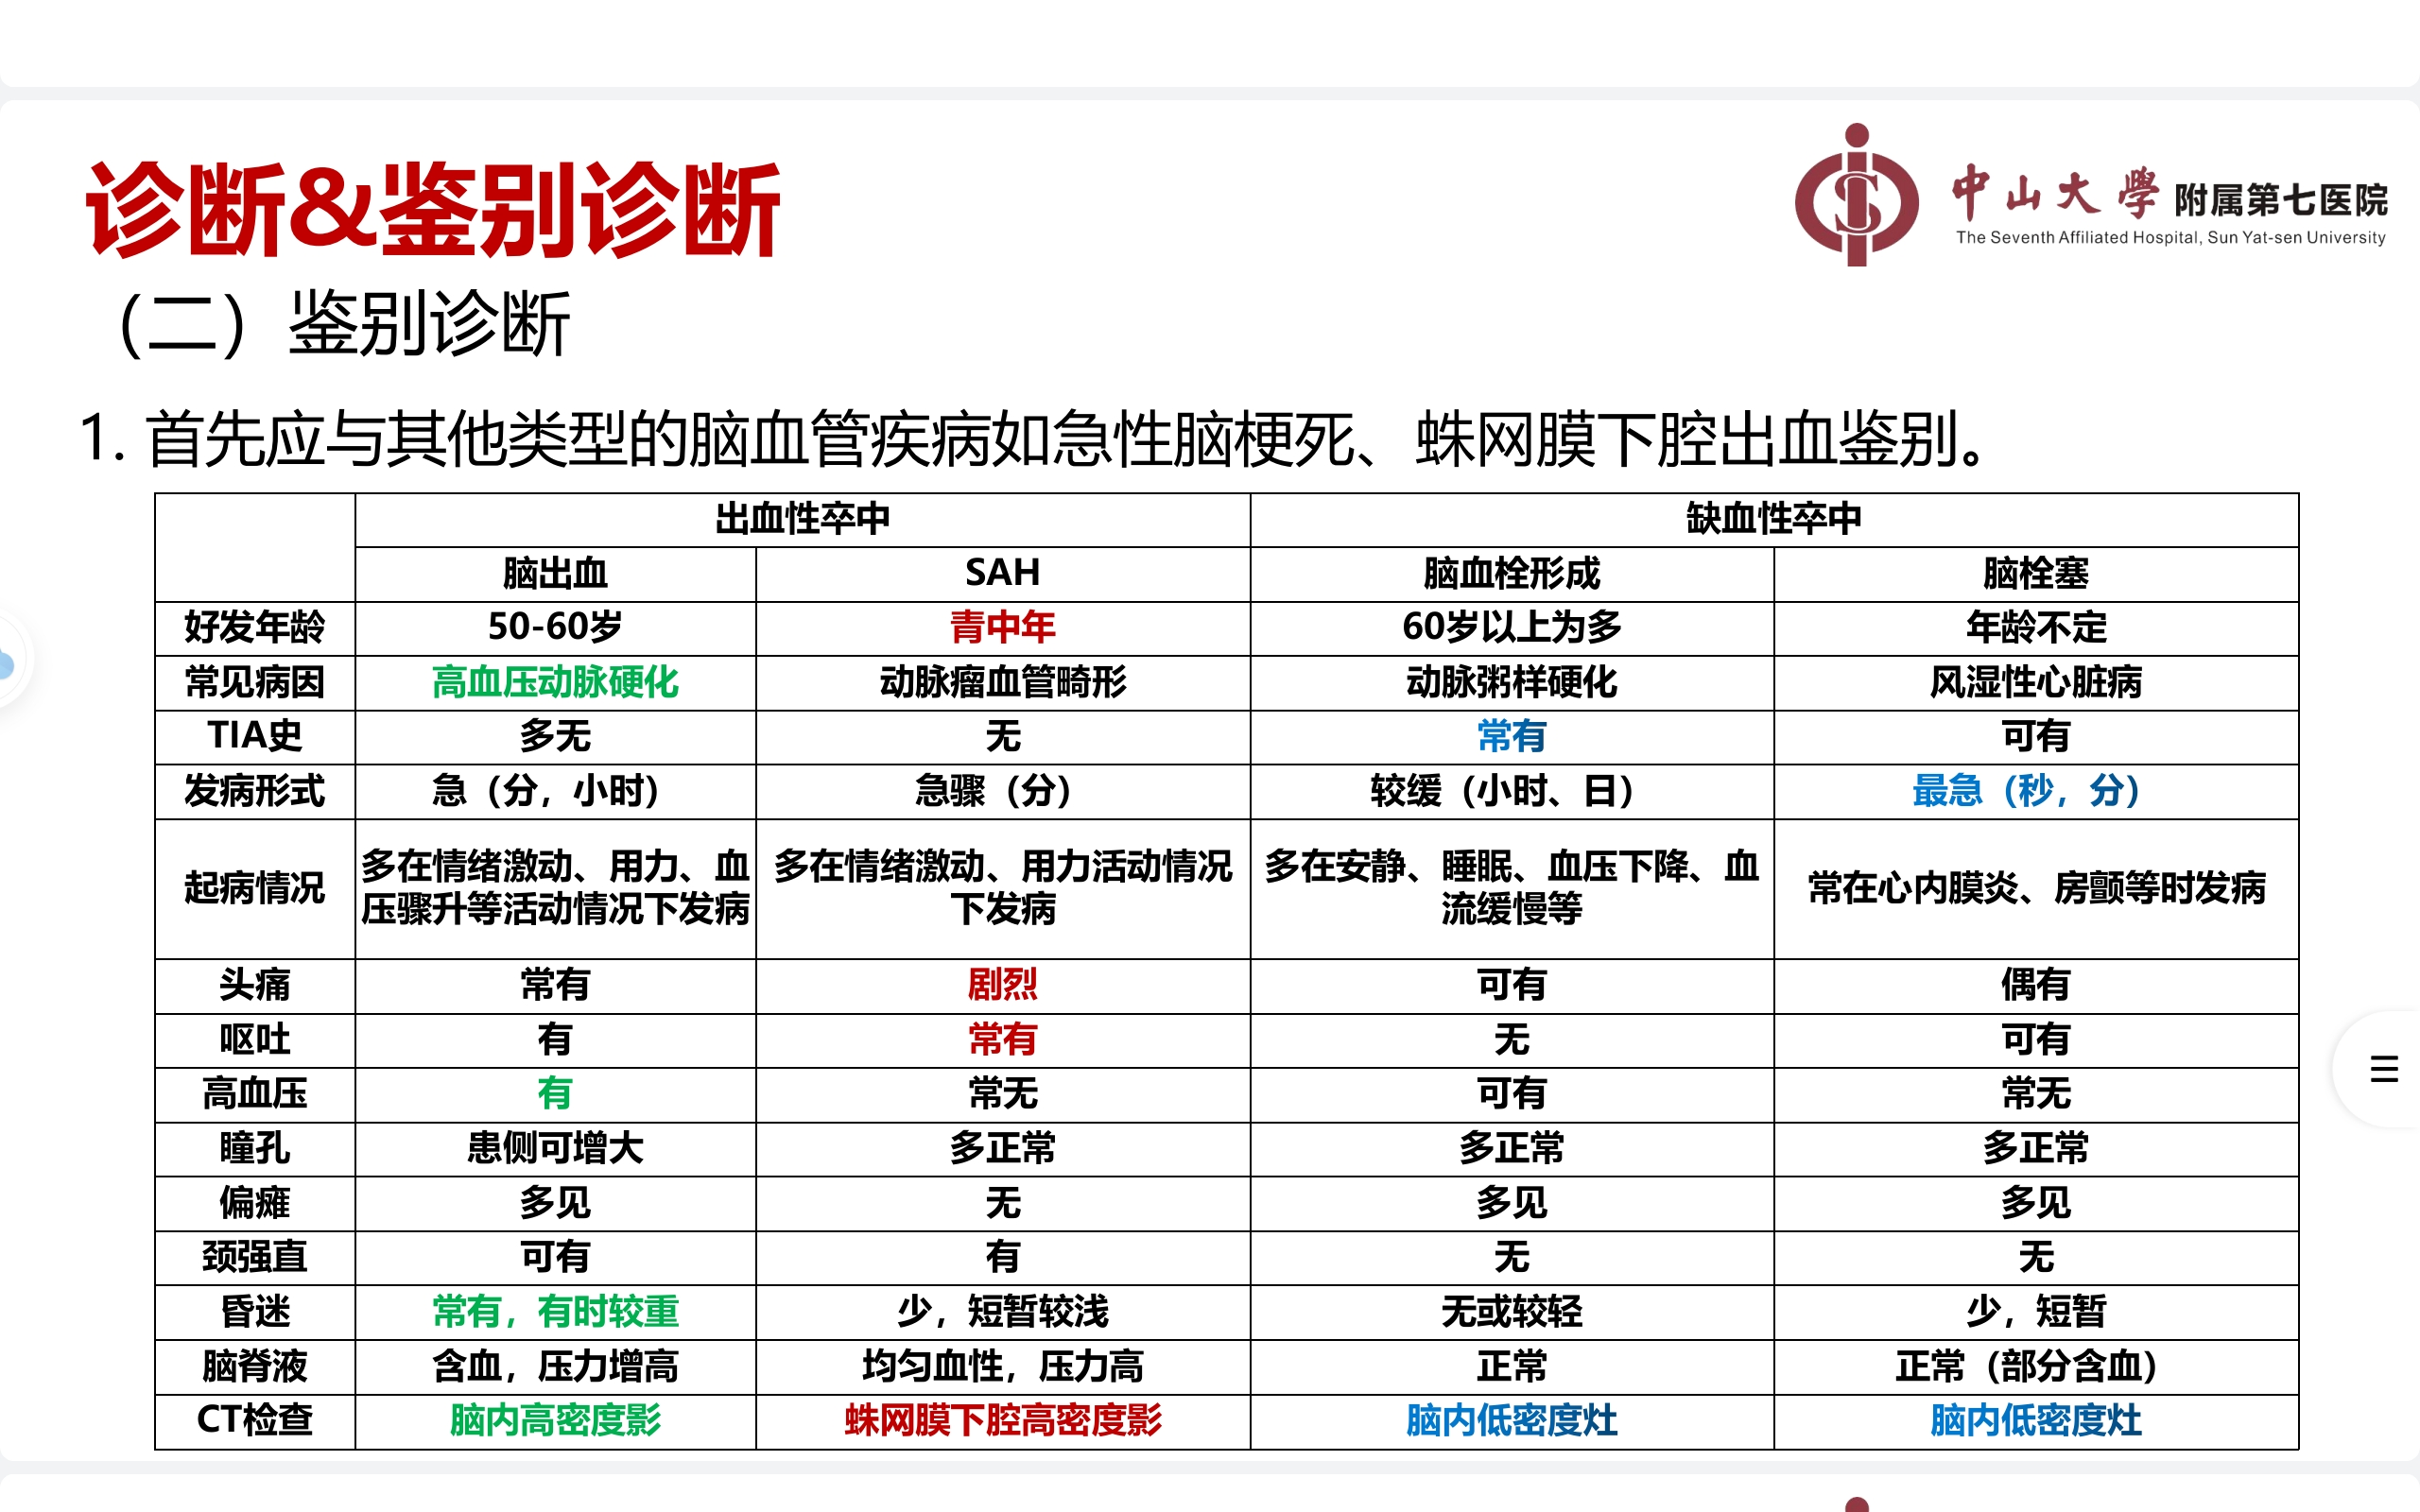 诊断&鉴别诊断
中山大學 附属第七医院
The Seventh Affiliated Hospital, Sun Yat-sen University
（二）鉴别诊断
1. 首先应与其他类型的脑血管疾病如急性脑梗死、蛛网膜下腔出血鉴别。
出血性卒中 缺血性卒中
脑出血 SAH 脑血栓形成 脑栓塞
好发年龄 50-60岁 青中年 60岁以上为多 年龄不定
常见病因 高血压动脉硬化 动脉瘤血管畸形 动脉粥样硬化 风湿性心脏病
TIA史 多无 无 常有 可有
发病形式 急（分，小时） 急骤（分） 较缓（小时、日） 最急（秒，分）
起病情况 多在情绪激动、用力、血压骤升等活动情况下发病 多在情绪激动、用力活动情况下发病 多在安静、睡眠、血压下降、血流缓慢等 常在心内膜炎、房颤等时发病
头痛 常有 剧烈 可有 偶有
呕吐 有 常有 无 可有
高血压 有 常无 可有 常无
瞳孔 患侧可增大 多正常 多正常 多正常
偏瘫 多见 无 多见 多见
颈强直 可有 有 无 无
昏迷 常有，有时较重 少，短暂较浅 无或较轻 少，短暂
脑脊液 含血，压力增高 均匀血性，压力高 正常 正常（部分含血）
CT检查 脑内高密度影 蛛网膜下腔高密度影 脑内低密度灶 脑内低密度灶